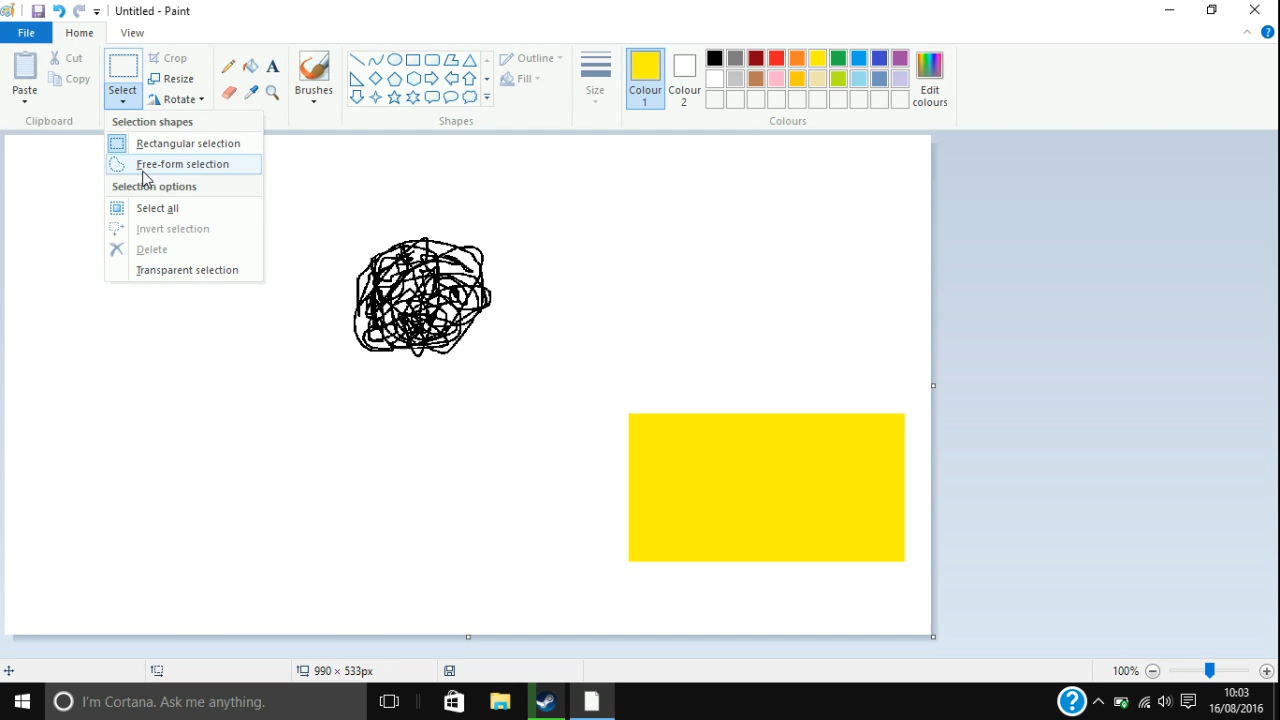 Untitled - Paint
File Home View
Paste
Cut
Copy
Clipboard
Select
Crop
Resize
Rotate
A
Brushes
Outline
Fill
Shapes
Size
Colour 1
Colour 2
Edit colours
Colours
Selection shapes
Rectangular selection
Free-form selection
Selection options
Select all
Invert selection
Delete
Transparent selection
990 × 533px
100%
I'm Cortana. Ask me anything.
10:03
16/08/2016